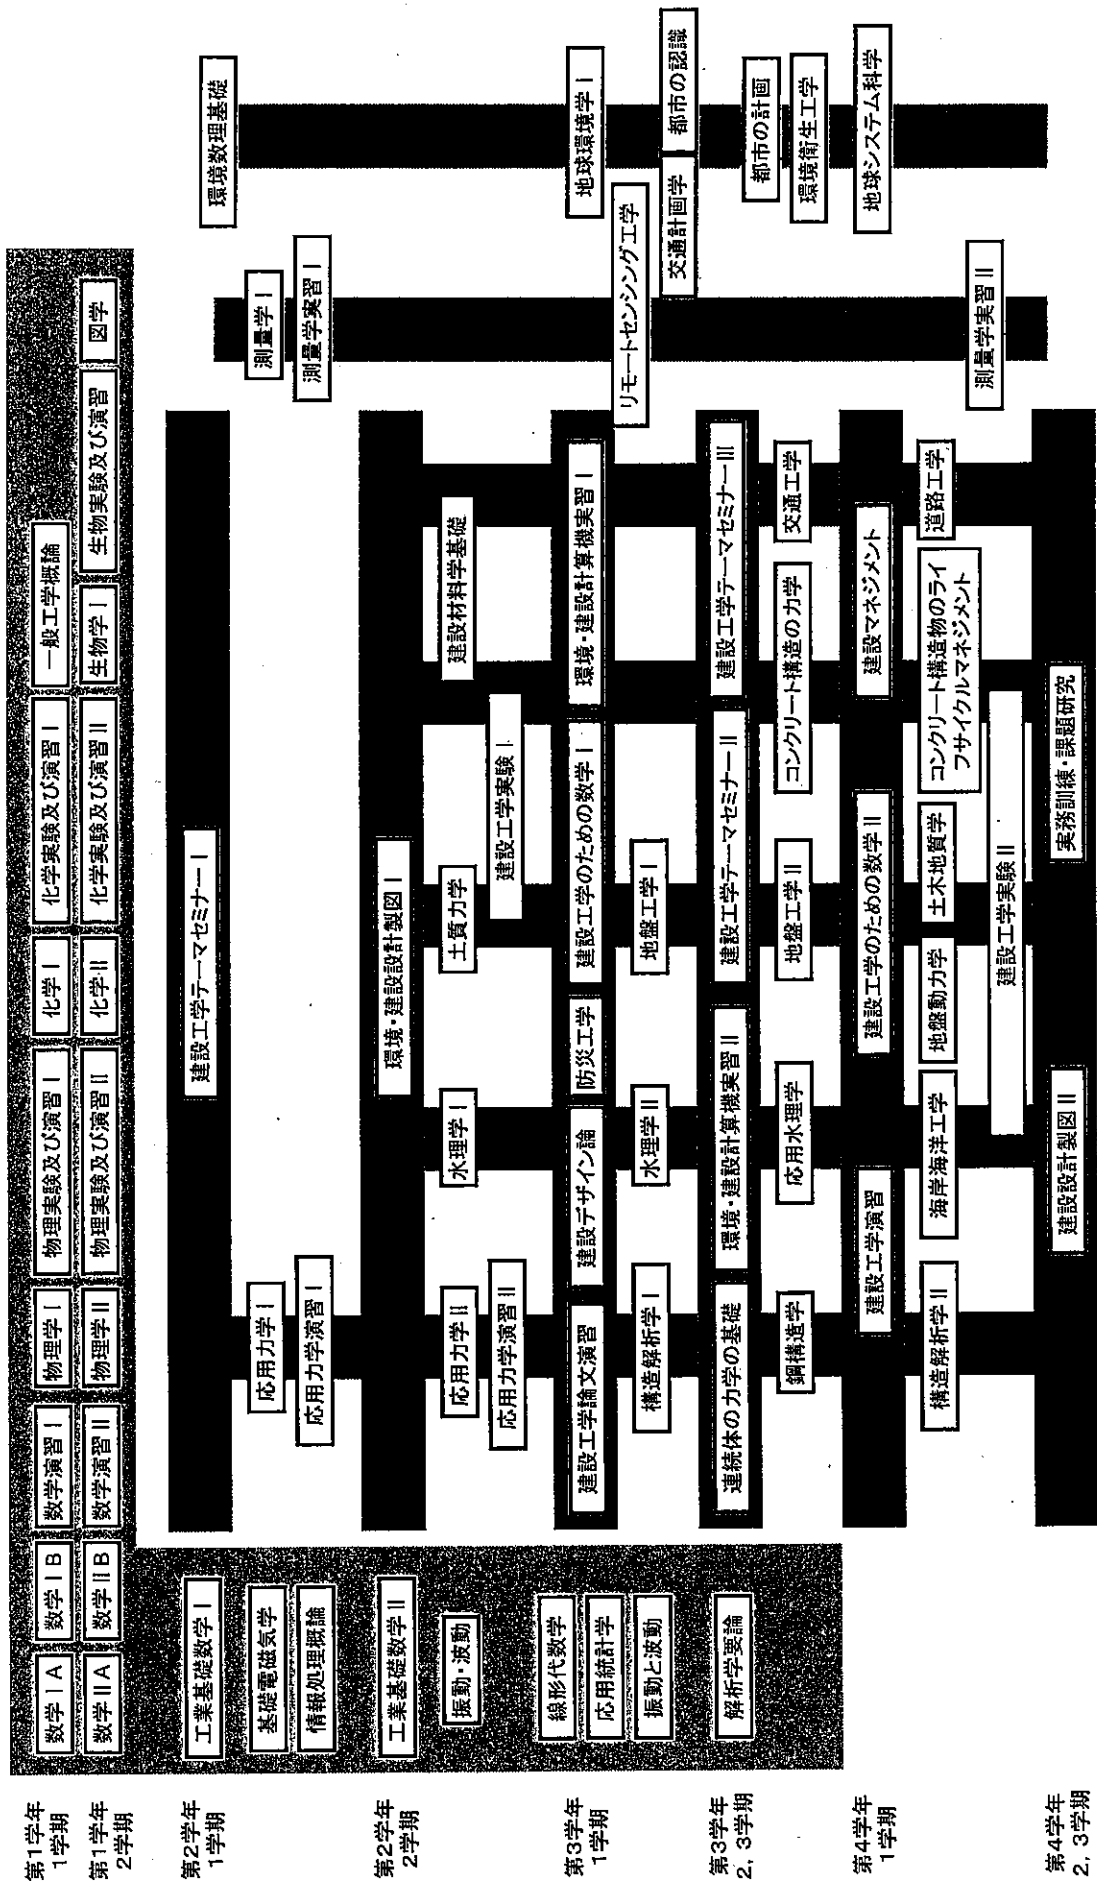 第1学年
1学期
数学ⅠA
数学ⅠB
数学演習Ⅰ
物理学Ⅰ
物理実験及び演習Ⅰ
化学Ⅰ
化学実験及び演習Ⅰ
一般工学概論
第1学年
2学期
数学ⅡA
数学ⅡB
数学演習Ⅱ
物理学Ⅱ
物理実験及び演習Ⅱ
化学Ⅱ
化学実験及び演習Ⅱ
生物学Ⅰ
生物実験及び演習
図学
第2学年
1学期
工業基礎数学Ⅰ
建設工学テーマセミナーⅠ
環境数理基礎
基礎電磁気学
応用力学Ⅰ
測量学Ⅰ
情報処理概論
応用力学演習Ⅰ
測量学実習Ⅰ
第2学年
2学期
工業基礎数学Ⅱ
環境・建設設計製図Ⅰ
振動・波動
応用力学Ⅱ
水理学Ⅰ
土質力学
建設材料学基礎
応用力学演習Ⅱ
建設工学実験Ⅰ
第3学年
1学期
線形代数学
応用統計学
振動と波動
建設工学論文演習
建設デザイン論
防災工学
建設工学のための数学Ⅰ
環境・建設計算機実習Ⅰ
地球環境学Ⅰ
構造解析学Ⅰ
水理学Ⅱ
地盤工学Ⅰ
リモートセンシング工学
交通計画学
都市の認識
第3学年
2, 3学期
解析学要論
連続体の力学の基礎
環境・建設計算機実習Ⅱ
建設工学テーマセミナーⅡ
建設工学テーマセミナーⅢ
都市の計画
鋼構造学
応用水理学
地盤工学Ⅱ
コンクリート構造の力学
交通工学
環境衛生工学
第4学年
1学期
建設工学演習
建設工学のための数学Ⅱ
建設マネジメント
地球システム科学
構造解析学Ⅱ
海岸海洋工学
地盤動力学
土木地質学
コンクリート構造物のライ
フサイクルマネジメント
道路工学
建設工学実験Ⅱ
測量学実習Ⅱ
第4学年
2, 3学期
建設設計製図Ⅱ
実務訓練・課題研究